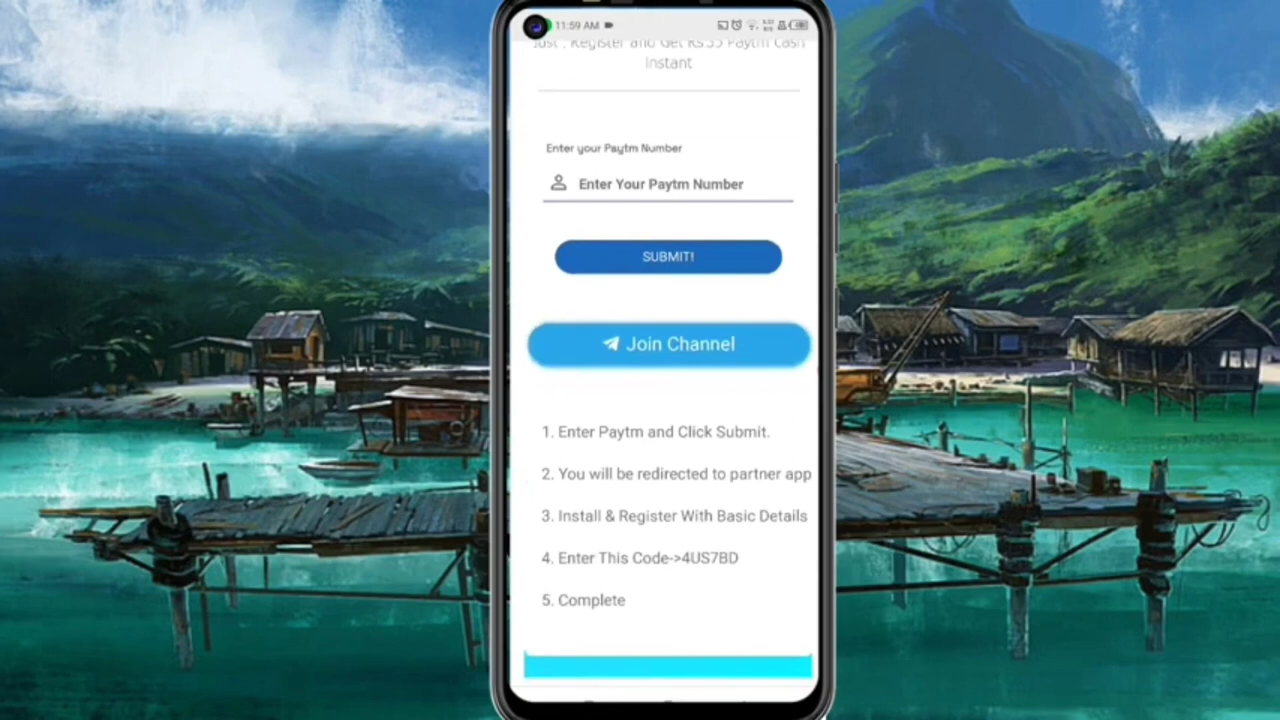 11:59 AM
Just : Register and Get Rs 35 Paytm Cash
Instant
Enter your Paytm Number
Enter Your Paytm Number
SUBMIT!
Join Channel
1. Enter Paytm and Click Submit.
2. You will be redirected to partner app
3. Install & Register With Basic Details
4. Enter This Code->4US7BD
5. Complete